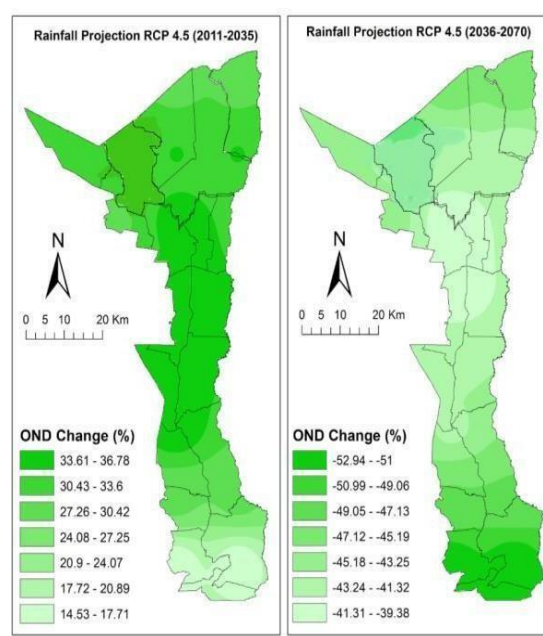 Rainfall Projection RCP 4.5 (2011-2035)
N
0 5 10 20 Km
OND Change (%)
33.61 - 36.78
30.43 - 33.6
27.26 - 30.42
24.08 - 27.25
20.9 - 24.07
17.72 - 20.89
14.53 - 17.71
Rainfall Projection RCP 4.5 (2036-2070)
N
0 5 10 20 Km
OND Change (%)
-52.94 - -51
-50.99 - -49.06
-49.05 - -47.13
-47.12 - -45.19
-45.18 - -43.25
-43.24 - -41.32
-41.31 - -39.38